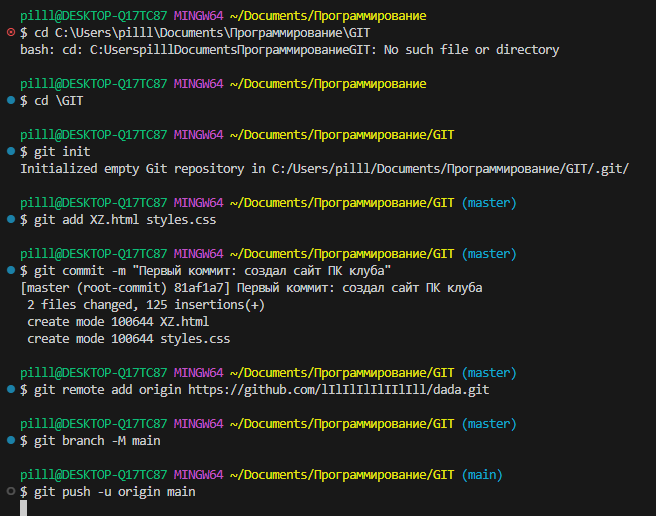 pilll@DESKTOP-Q17TC87 MINGW64 ~/Documents/Программирование
$ cd C:\Users\pilll\Documents\Программирование\GIT
bash: cd: C:UserspilllDocumentsПрограммированиеGIT: No such file or directory
pilll@DESKTOP-Q17TC87 MINGW64 ~/Documents/Программирование
$ cd \GIT
pilll@DESKTOP-Q17TC87 MINGW64 ~/Documents/Программирование/GIT
$ git init
Initialized empty Git repository in C:/Users/pilll/Documents/Программирование/GIT/.git/
pilll@DESKTOP-Q17TC87 MINGW64 ~/Documents/Программирование/GIT (master)
$ git add XZ.html styles.css
pilll@DESKTOP-Q17TC87 MINGW64 ~/Documents/Программирование/GIT (master)
$ git commit -m "Первый коммит: создал сайт ПК клуба"
[master (root-commit) 81af1a7] Первый коммит: создал сайт ПК клуба
2 files changed, 125 insertions(+)
create mode 100644 XZ.html
create mode 100644 styles.css
pilll@DESKTOP-Q17TC87 MINGW64 ~/Documents/Программирование/GIT (master)
$ git remote add origin https://github.com/lIlIlIlIlIIlIll/dada.git
pilll@DESKTOP-Q17TC87 MINGW64 ~/Documents/Программирование/GIT (master)
$ git branch -M main
pilll@DESKTOP-Q17TC87 MINGW64 ~/Documents/Программирование/GIT (main)
$ git push -u origin main